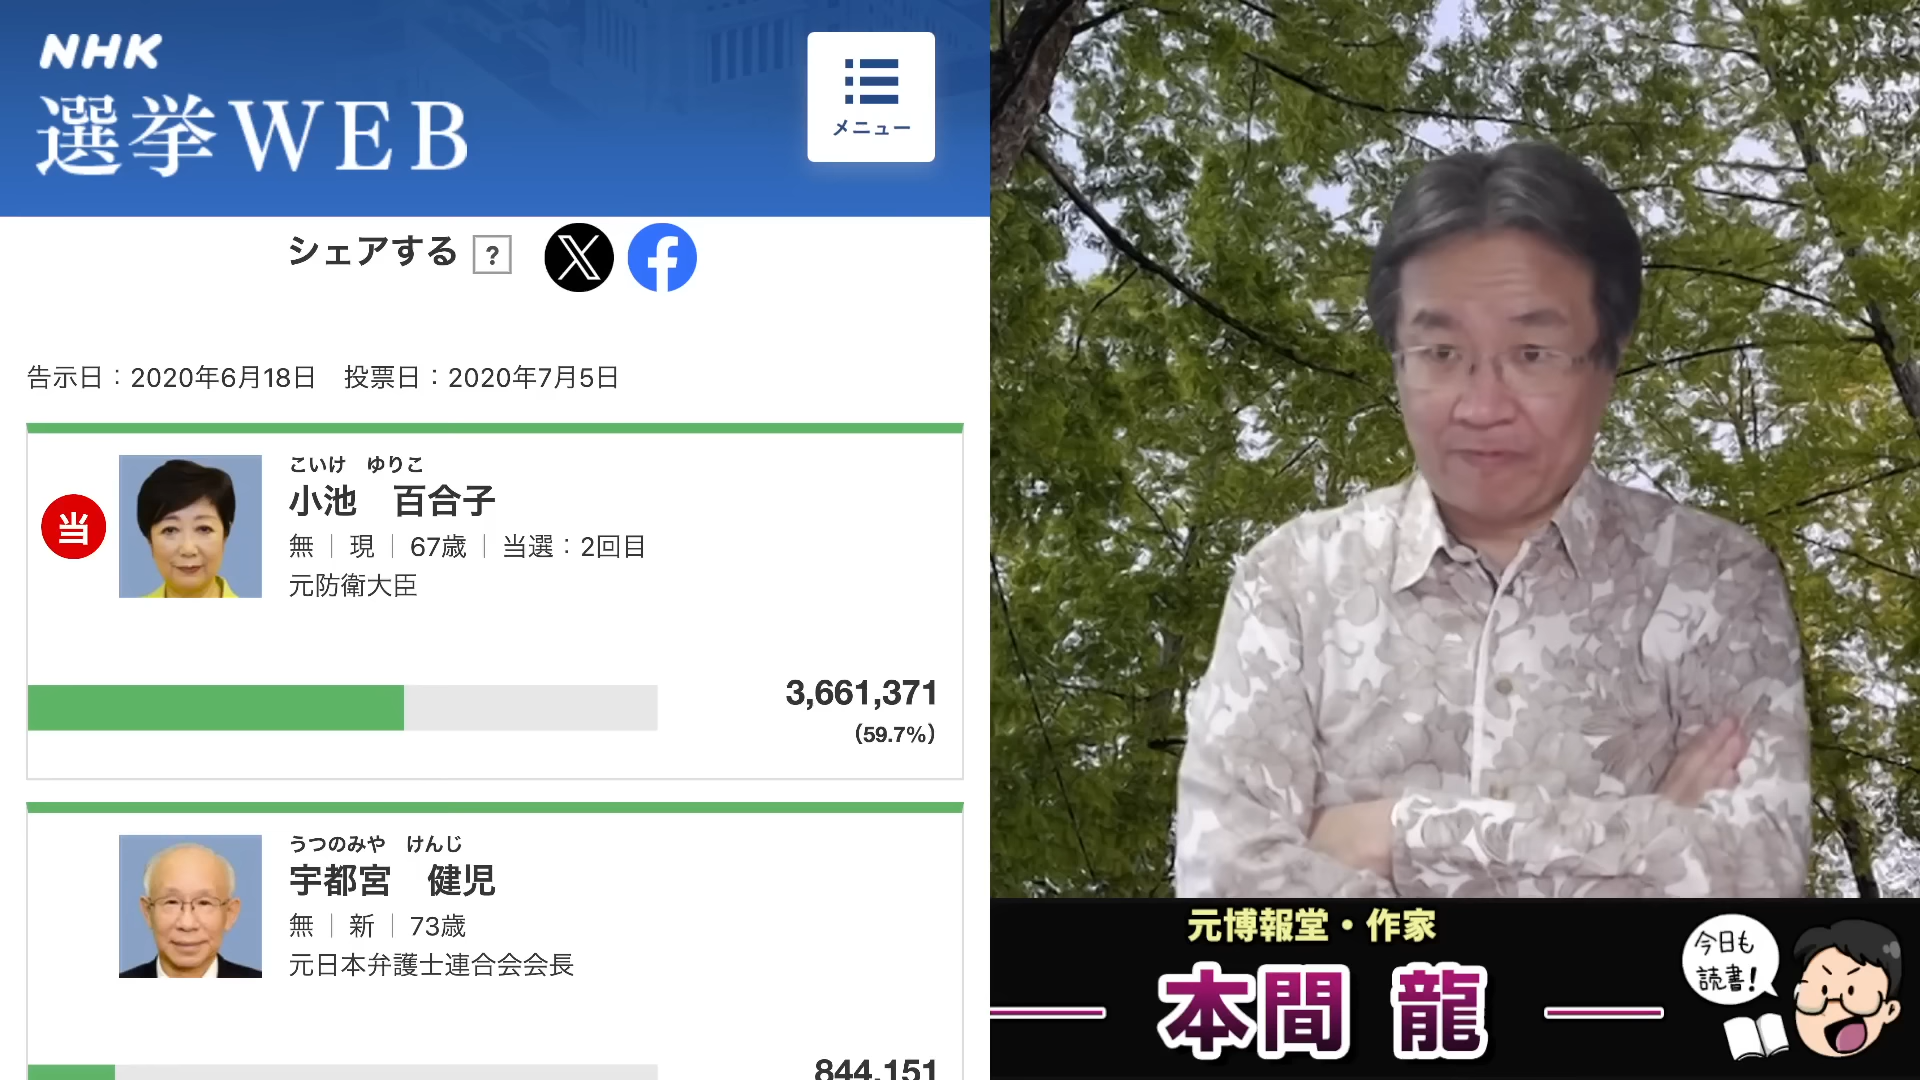 NHK
選挙WEB
メニュー
シェアする ?
告示日：2020年6月18日　投票日：2020年7月5日
当
こいけ　ゆりこ
小池　百合子
無｜現｜67歳｜当選：2回目
元防衛大臣
3,661,371
(59.7%)
うつのみや　けんじ
宇都宮　健児
無｜新｜73歳
元日本弁護士連合会会長
844,151
元博報堂・作家
本間 龍
今日も
読書!